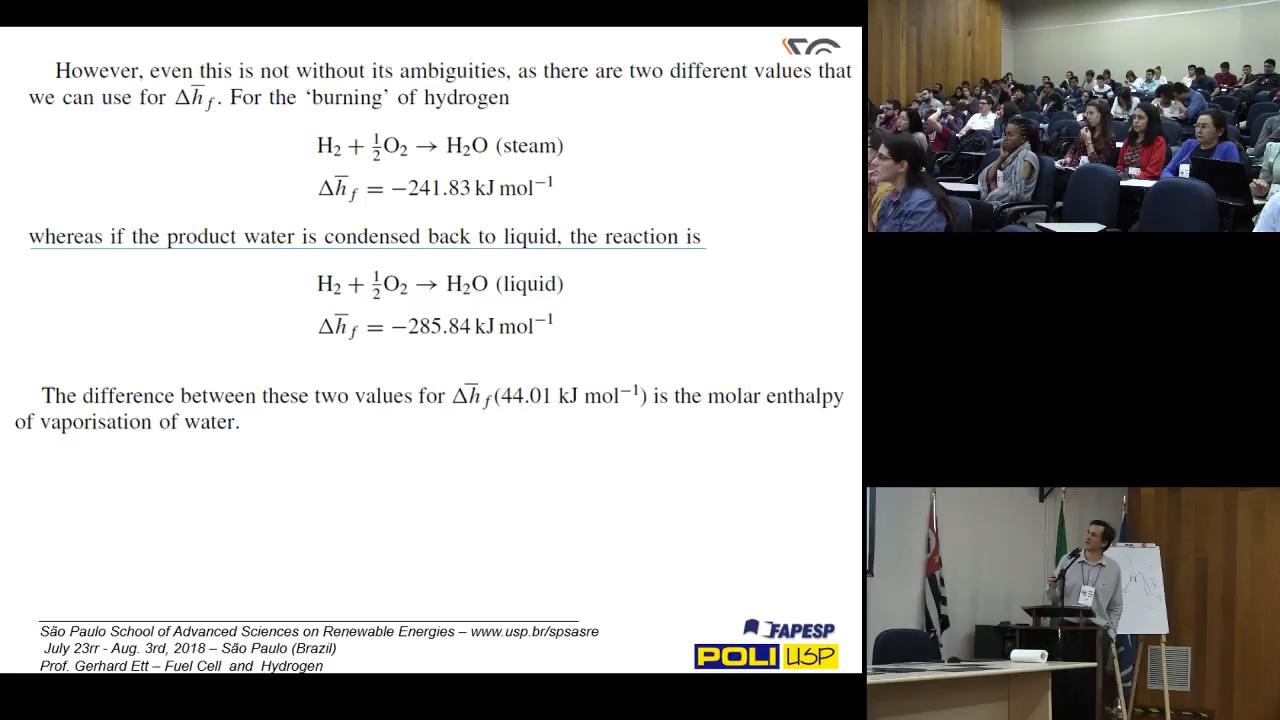 However, even this is not without its ambiguities, as there are two different values that
we can use for Δh̅f. For the ‘burning’ of hydrogen
H₂ + ½O₂ → H₂O (steam)
Δh̅f = −241.83 kJ mol⁻¹
whereas if the product water is condensed back to liquid, the reaction is
H₂ + ½O₂ → H₂O (liquid)
Δh̅f = −285.84 kJ mol⁻¹
The difference between these two values for Δh̅f(44.01 kJ mol⁻¹) is the molar enthalpy
of vaporisation of water.
São Paulo School of Advanced Sciences on Renewable Energies – www.usp.br/spsasre
July 23rr - Aug. 3rd, 2018 – São Paulo (Brazil)
Prof. Gerhard Ett – Fuel Cell and Hydrogen
FAPESP
POLI USP